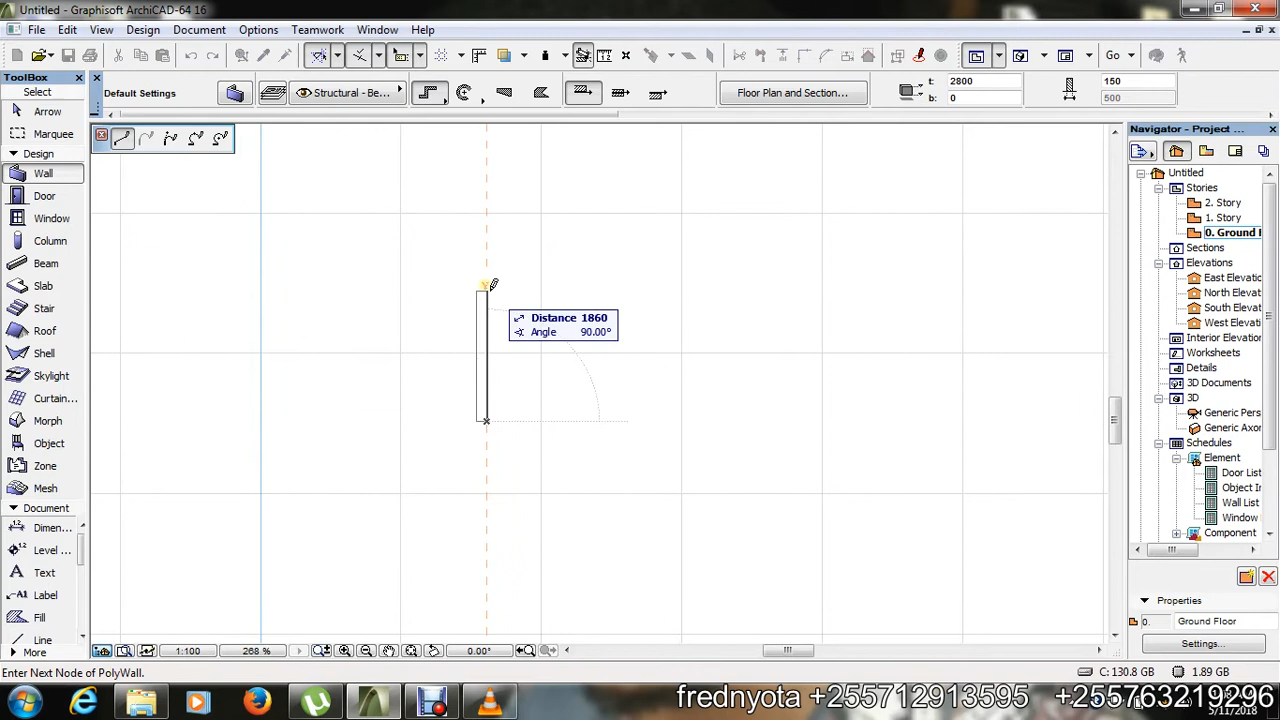 Untitled - Graphisoft ArchiCAD-64 16
File Edit View Design Document Options Teamwork Window Help
Go
ToolBox
Select
Arrow
Marquee
Design
Wall
Door
Window
Column
Beam
Slab
Stair
Roof
Shell
Skylight
Curtain...
Morph
Object
Zone
Mesh
Document
Dimen...
Level ...
Text
Label
Fill
Line
More
Default Settings
Structural - Be...
Floor Plan and Section...
t: 2800
b: 0
150
500
Distance 1860
Angle 90.00°
Navigator - Project ...
Untitled
Stories
2. Story
1. Story
0. Ground F
Sections
Elevations
East Elevatio
North Elevat
South Elevat
West Elevati
Interior Elevation
Worksheets
Details
3D Documents
3D
Generic Pers
Generic Axon
Schedules
Element
Door List
Object In
Wall List
Window
Component
Properties
0. Ground Floor
Settings...
1:100
268 %
0.00°
Enter Next Node of PolyWall.
C: 130.8 GB
1.89 GB
frednyota +255712913595 +255763219296
5/11/2018